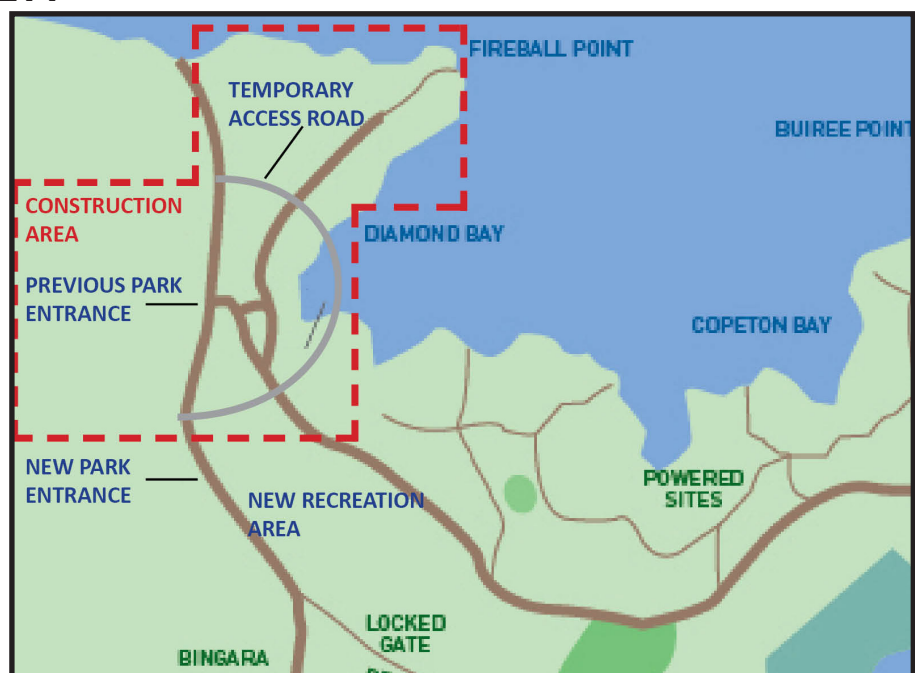 FIREBALL POINT
TEMPORARY
ACCESS ROAD
BUIREE POINT
CONSTRUCTION
AREA
DIAMOND BAY
PREVIOUS PARK
ENTRANCE
COPETON BAY
NEW PARK
ENTRANCE
POWERED
SITES
NEW RECREATION
AREA
LOCKED
GATE
BINGARA